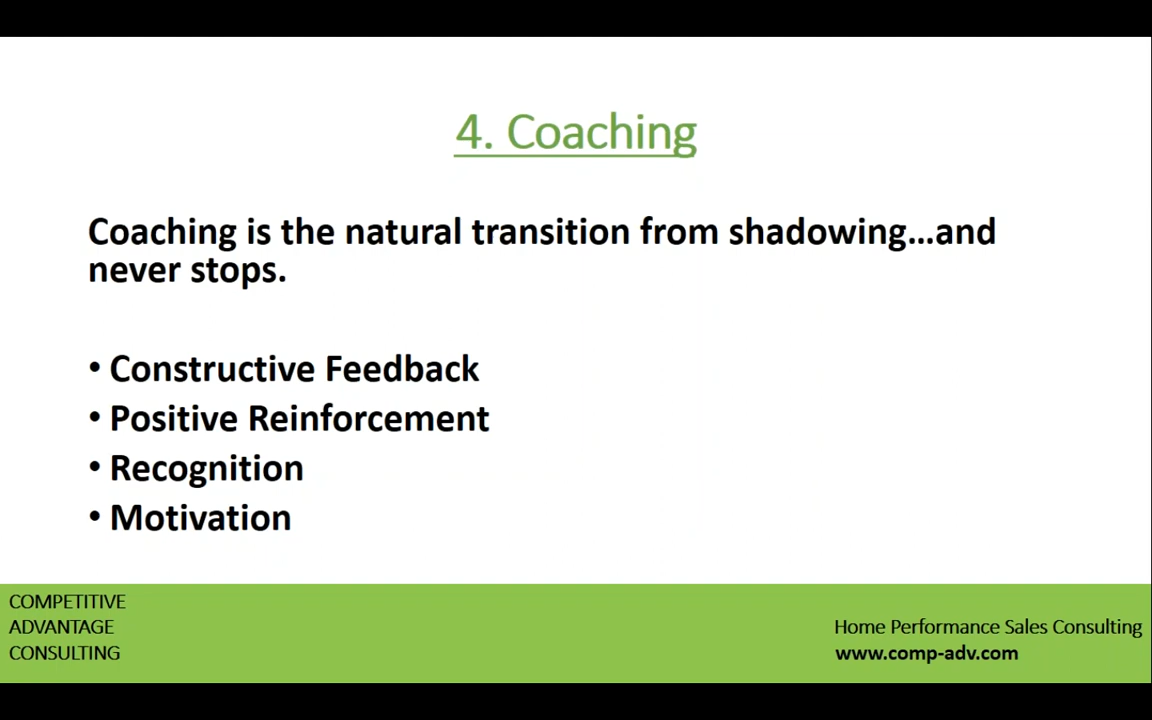 4. Coaching
Coaching is the natural transition from shadowing...and
never stops.
• Constructive Feedback
• Positive Reinforcement
• Recognition
• Motivation
COMPETITIVE
ADVANTAGE
CONSULTING
Home Performance Sales Consulting
www.comp-adv.com